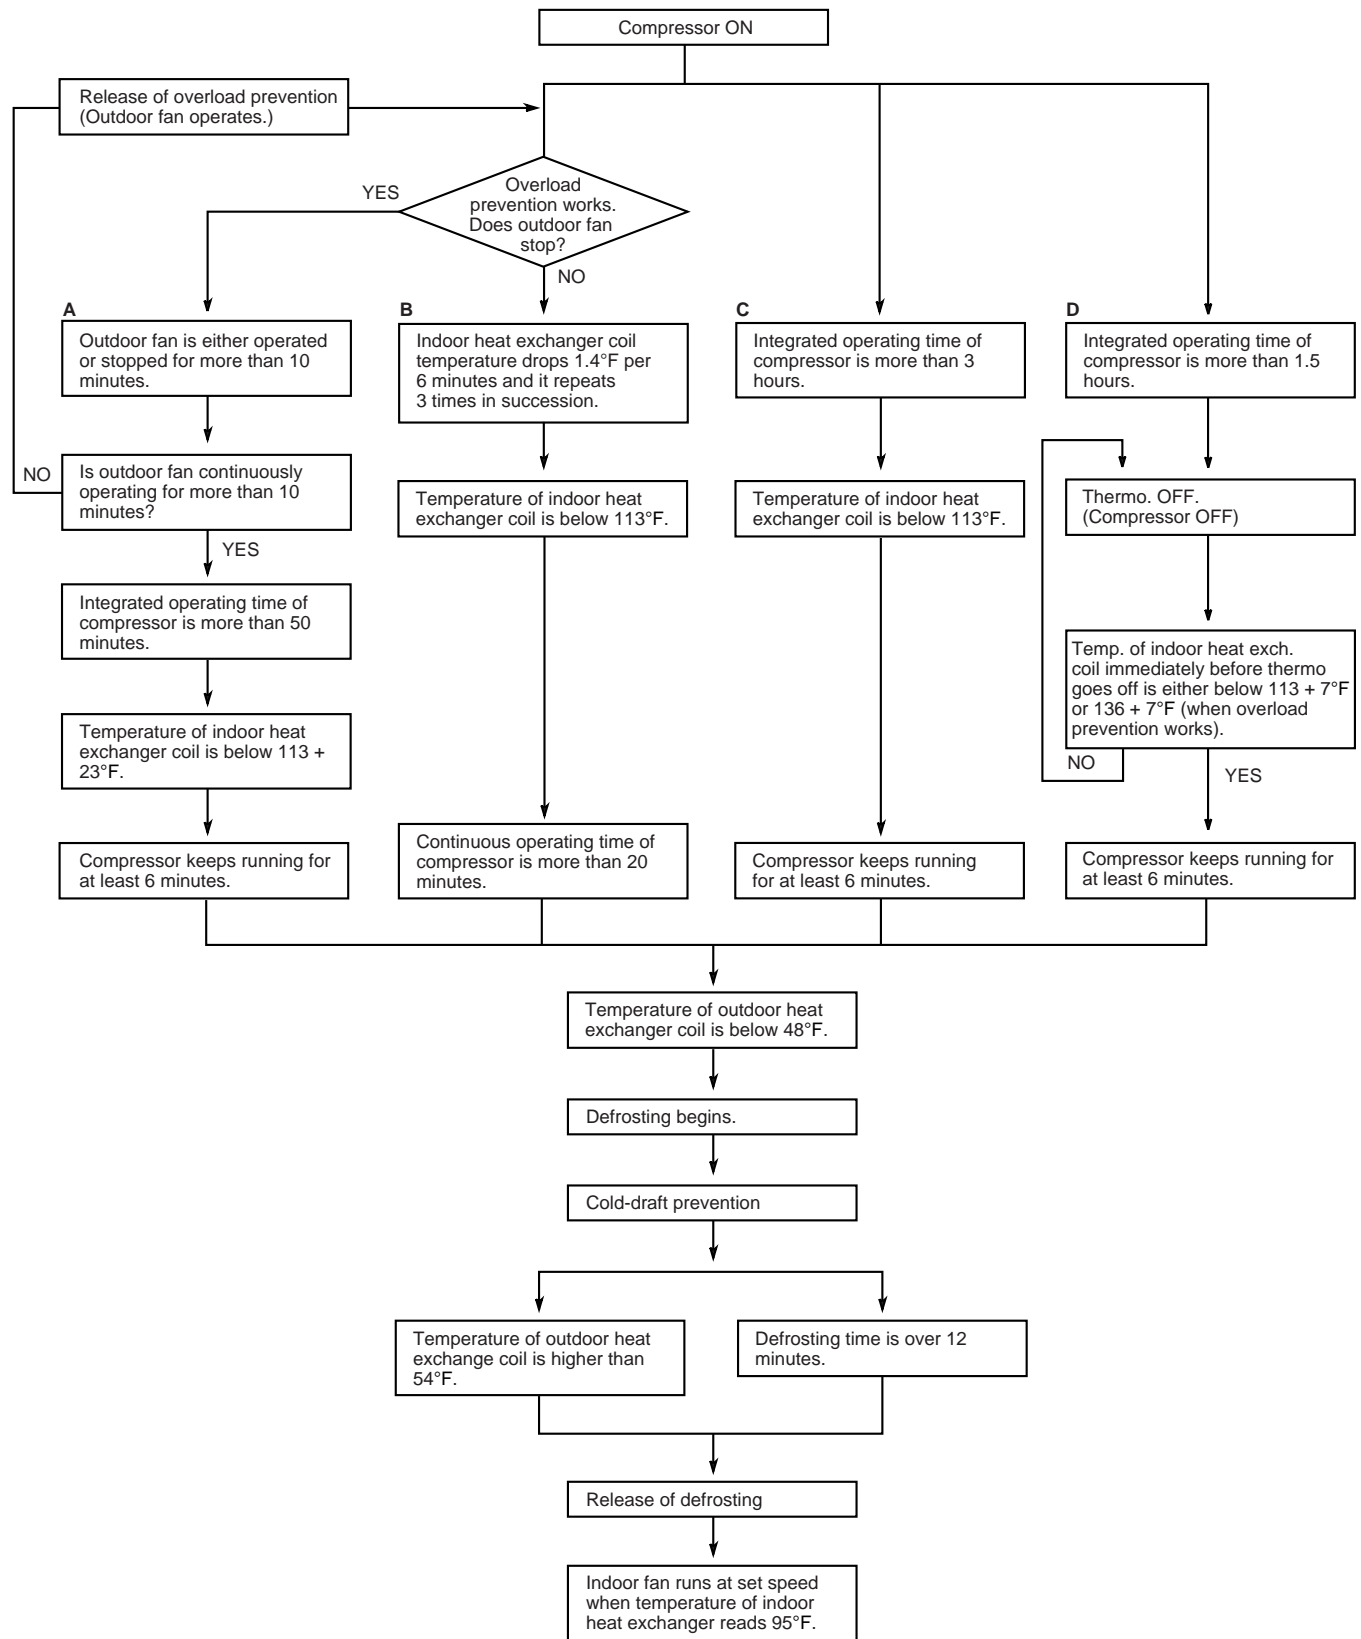 Compressor ON
Release of overload prevention
(Outdoor fan operates.)
YES
Overload
prevention works.
Does outdoor fan
stop?
NO
A
Outdoor fan is either operated
or stopped for more than 10
minutes.
NO
Is outdoor fan continuously
operating for more than 10
minutes?
YES
Integrated operating time of
compressor is more than 50
minutes.
Temperature of indoor heat
exchanger coil is below 113 +
23°F.
Compressor keeps running for
at least 6 minutes.
B
Indoor heat exchanger coil
temperature drops 1.4°F per
6 minutes and it repeats
3 times in succession.
Temperature of indoor heat
exchanger coil is below 113°F.
Continuous operating time of
compressor is more than 20
minutes.
C
Integrated operating time of
compressor is more than 3
hours.
Temperature of indoor heat
exchanger coil is below 113°F.
Compressor keeps running
for at least 6 minutes.
D
Integrated operating time of
compressor is more than 1.5
hours.
Thermo. OFF.
(Compressor OFF)
Temp. of indoor heat exch.
coil immediately before thermo
goes off is either below 113 + 7°F
or 136 + 7°F (when overload
prevention works).
NO
YES
Compressor keeps running for
at least 6 minutes.
Temperature of outdoor heat
exchanger coil is below 48°F.
Defrosting begins.
Cold-draft prevention
Temperature of outdoor heat
exchange coil is higher than
54°F.
Defrosting time is over 12
minutes.
Release of defrosting
Indoor fan runs at set speed
when temperature of indoor
heat exchanger reads 95°F.